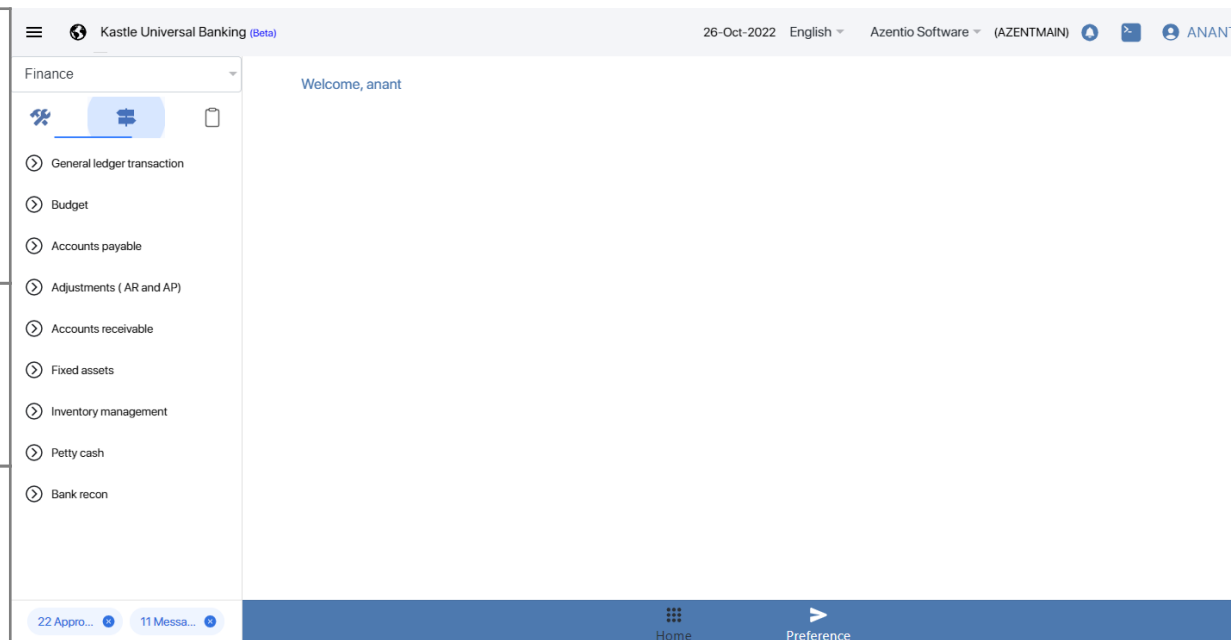 Kastle Universal Banking (Beta)
26-Oct-2022 English Azentio Software (AZENTMAIN) ANANT
Finance
Welcome, anant
General ledger transaction
Budget
Accounts payable
Adjustments ( AR and AP)
Accounts receivable
Fixed assets
Inventory management
Petty cash
Bank recon
22 Appro... 11 Messa...
Home
Preference